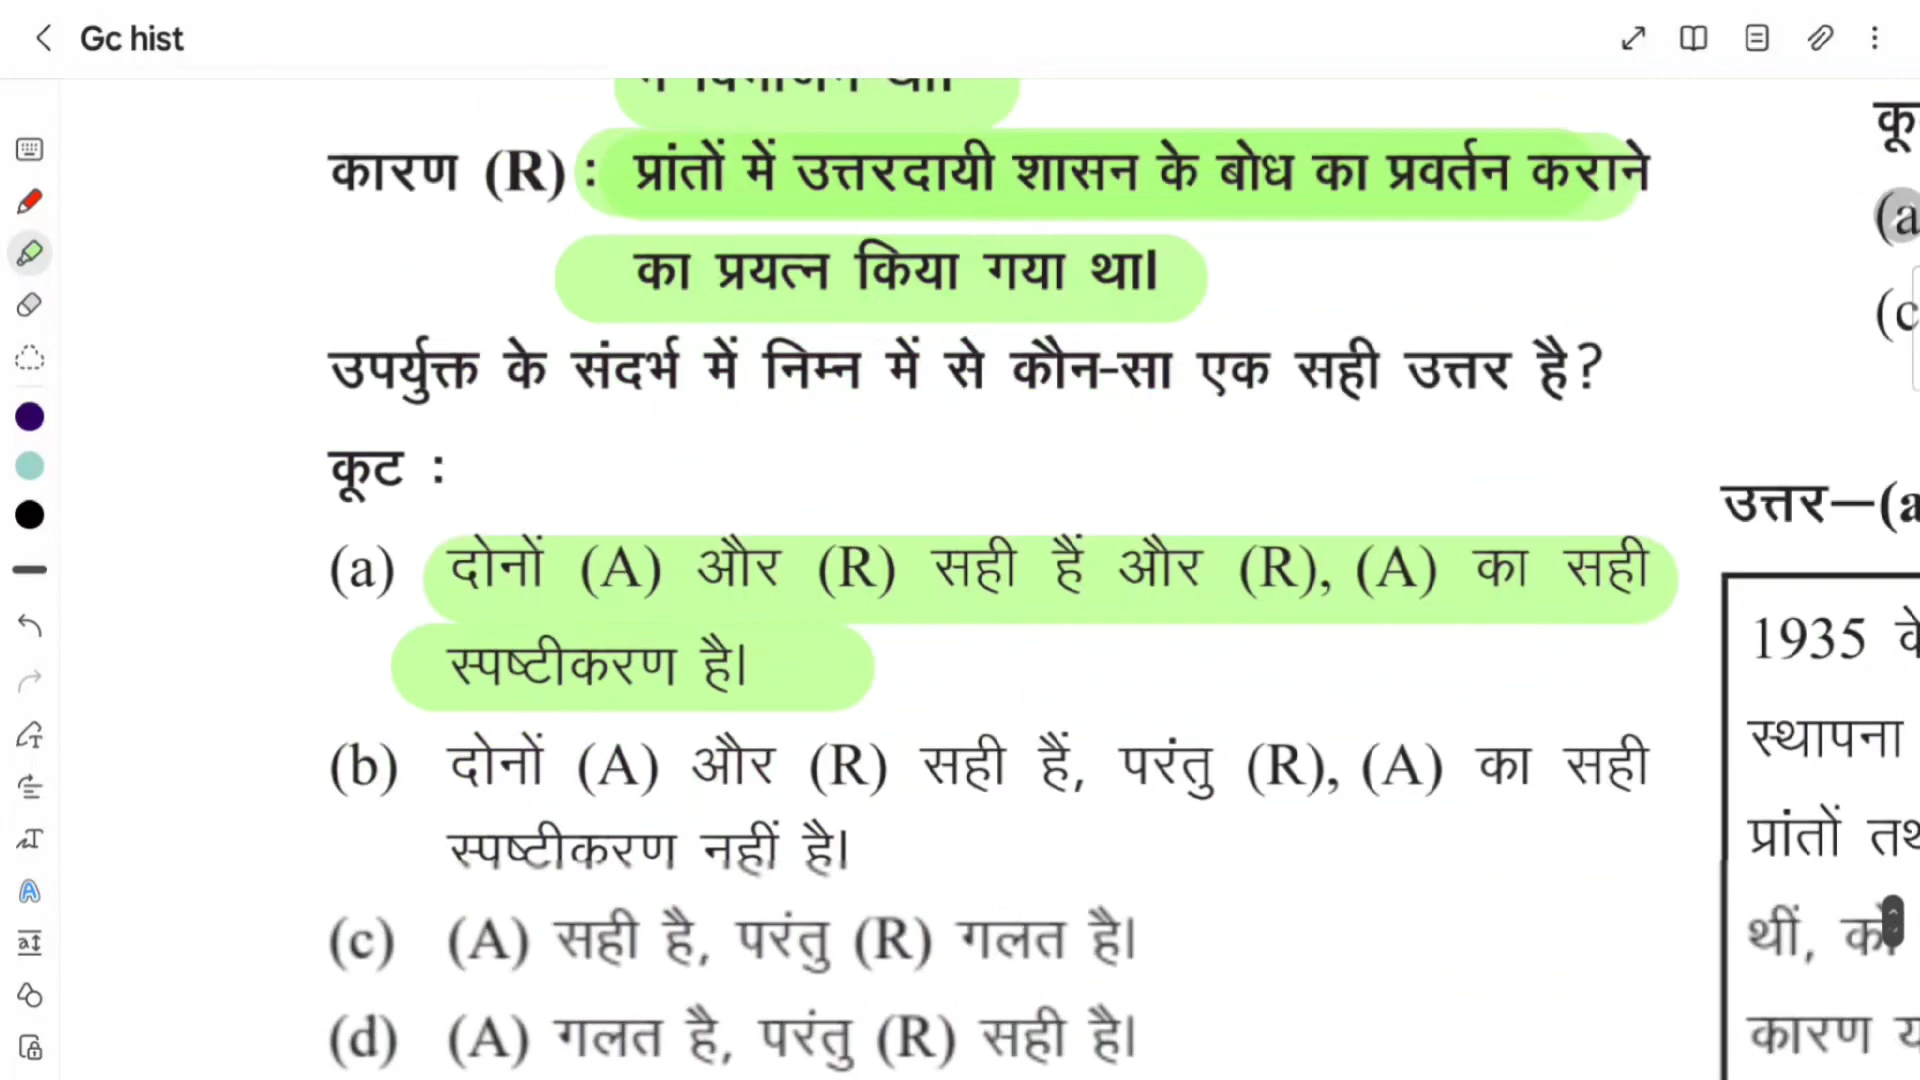 Gc hist
कारण (R) : प्रांतों में उत्तरदायी शासन के बोध का प्रवर्तन कराने
का प्रयत्न किया गया था।
उपर्युक्त के संदर्भ में निम्न में से कौन-सा एक सही उत्तर है?
कूट :
(a) दोनों (A) और (R) सही हैं और (R), (A) का सही
स्पष्टीकरण है।
(b) दोनों (A) और (R) सही हैं, परंतु (R), (A) का सही
स्पष्टीकरण नहीं है।
(c) (A) सही है, परंतु (R) गलत है।
(d) (A) गलत है, परंतु (R) सही है।
(a
(c
उत्तर—(a
1935 के
स्थापना
प्रांतों
थीं,
कारण